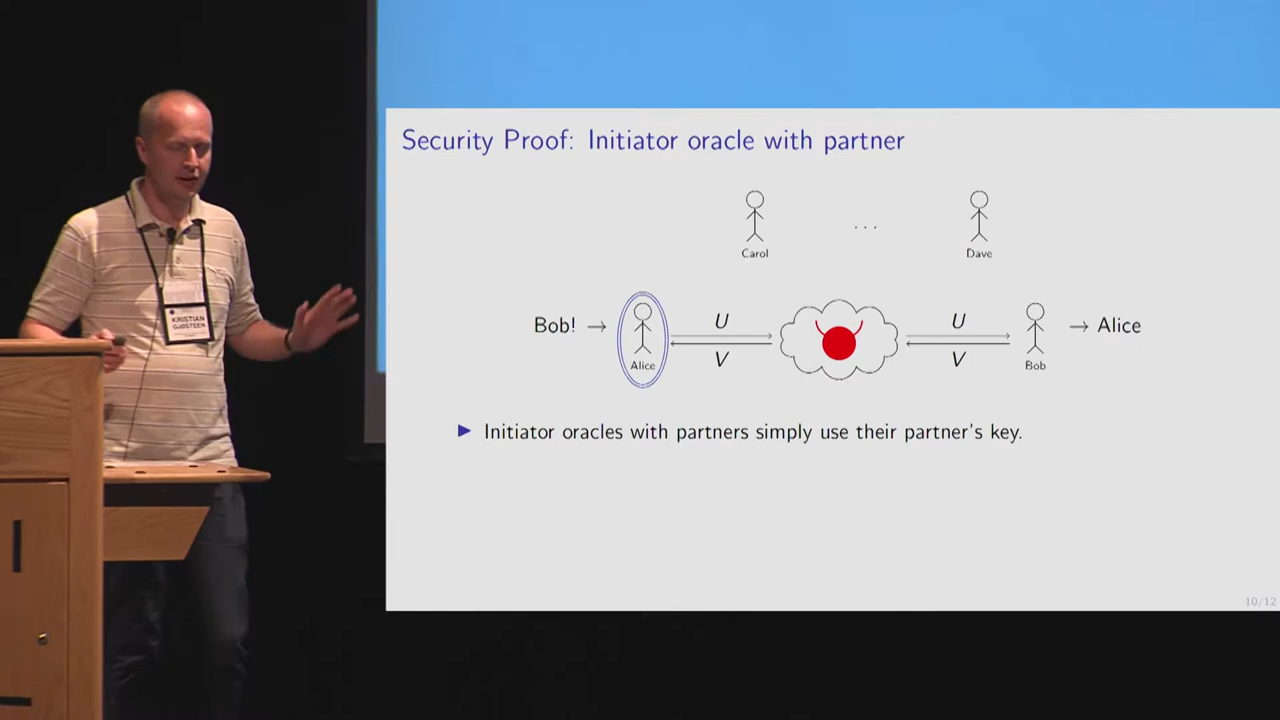 Security Proof: Initiator oracle with partner
Carol
. . .
Dave
Bob! →
Alice
U
V
U
V
Bob
→ Alice
▶ Initiator oracles with partners simply use their partner's key.
10/12
KRISTIAN
GJØSTEEN